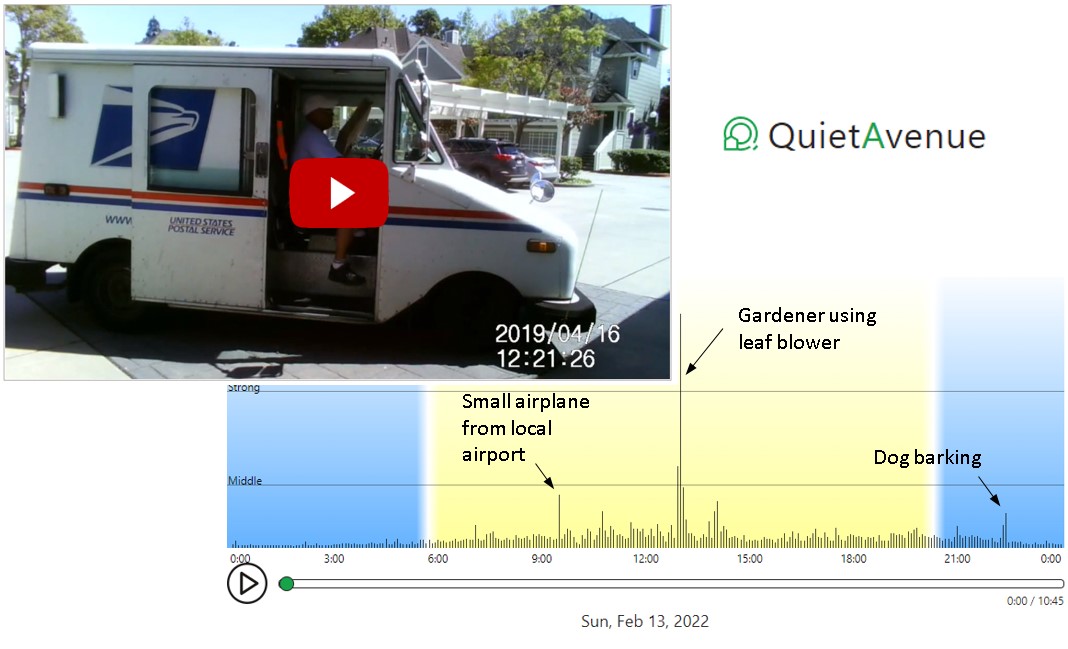 WWW
UNITED STATES
POSTAL SERVICE
2019/04/16
12:21:26
QuietAvenue
Gardener using
leaf blower
Strong
Small airplane
from local
airport
Dog barking
Middle
0:00 3:00 6:00 9:00 12:00 15:00 18:00 21:00 0:00
0:00 / 10:45
Sun, Feb 13, 2022